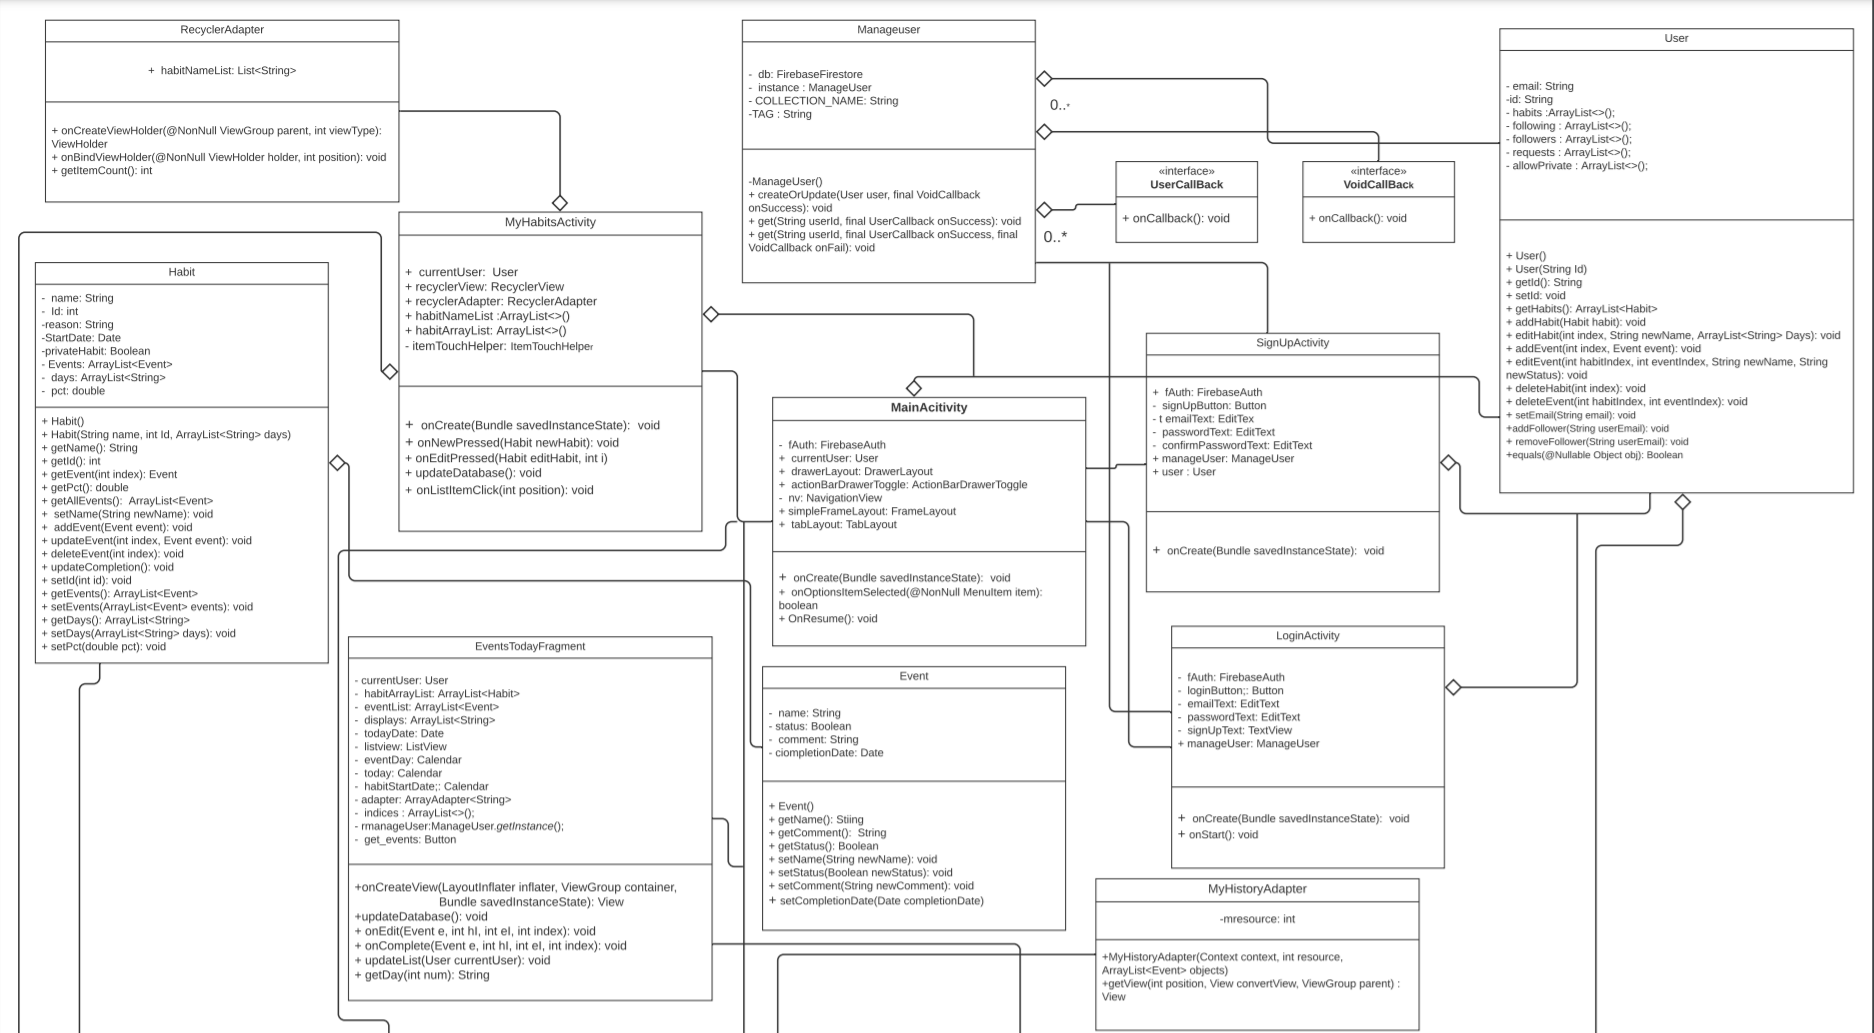 RecyclerAdapter
+ habitNameList: List<String>
+ onCreateViewHolder(@NonNull ViewGroup parent, int viewType):
ViewHolder
+ onBindViewHolder(@NonNull ViewHolder holder, int position): void
+ getItemCount(): int
Manageuser
- db: FirebaseFirestore
- instance : ManageUser
- COLLECTION_NAME: String
-TAG : String
-ManageUser()
+ createOrUpdate(User user, final VoidCallback
onSuccess): void
+ get(String userId, final UserCallback onSuccess): void
+ get(String userId, final UserCallback onSuccess, final
VoidCallback onFail): void
0..*
0..*
«interface»
UserCallBack
+ onCallback(): void
«interface»
VoidCallBack
+ onCallback(): void
User
- email: String
-id: String
- habits :ArrayList<>();
- following : ArrayList<>();
- followers : ArrayList<>();
- requests : ArrayList<>();
- allowPrivate : ArrayList<>();
+ User()
+ User(String Id)
+ getId(): String
+ setId: void
+ getHabits(): ArrayList<Habit>
+ addHabit(Habit habit): void
+ editHabit(int index, String newName, ArrayList<String> Days): void
+ addEvent(int index, Event event): void
+ editEvent(int habitIndex, int eventIndex, String newName, String
newStatus): void
+ deleteHabit(int index): void
+ deleteEvent(int habitIndex, int eventIndex): void
+ setEmail(String email): void
+addFollower(String userEmail): void
+ removeFollower(String userEmail): void
+equals(@Nullable Object obj): Boolean
MyHabitsActivity
+ currentUser: User
+ recyclerView: RecyclerView
+ recyclerAdapter: RecyclerAdapter
+ habitNameList :ArrayList<>()
+ habitArrayList: ArrayList<>()
- itemTouchHelper: ItemTouchHelper
+ onCreate(Bundle savedInstanceState): void
+ onNewPressed(Habit newHabit): void
+ onEditPressed(Habit editHabit, int i)
+ updateDatabase(): void
+ onListItemClick(int position): void
Habit
- name: String
- Id: int
-reason: String
-StartDate: Date
-privateHabit: Boolean
- Events: ArrayList<Event>
- days: ArrayList<String>
- pct: double
+ Habit()
+ Habit(String name, int Id, ArrayList<String> days)
+ getName(): String
+ getId(): int
+ getEvent(int index): Event
+ getPct(): double
+ getAllEvents(): ArrayList<Event>
+ setName(String newName): void
+ addEvent(Event event): void
+ updateEvent(int index, Event event): void
+ deleteEvent(int index): void
+ updateCompletion(): void
+ setId(int id): void
+ getEvents(): ArrayList<Event>
+ setEvents(ArrayList<Event> events): void
+ getDays(): ArrayList<String>
+ setDays(ArrayList<String> days): void
+ setPct(double pct): void
MainAcitivity
- fAuth: FirebaseAuth
+ currentUser: User
+ drawerLayout: DrawerLayout
+ actionBarDrawerToggle: ActionBarDrawerToggle
- nv: NavigationView
+ simpleFrameLayout: FrameLayout
+ tabLayout: TabLayout
+ onCreate(Bundle savedInstanceState): void
+ onOptionsItemSelected(@NonNull MenuItem item):
boolean
+ OnResume(): void
SignUpActivity
+ fAuth: FirebaseAuth
- signUpButton: Button
- t emailText: EditTex
- passwordText: EditText
- confirmPasswordText: EditText
+ manageUser: ManageUser
+ user : User
+ onCreate(Bundle savedInstanceState): void
EventsTodayFragment
- currentUser: User
- habitArrayList: ArrayList<Habit>
- eventList: ArrayList<Event>
- displays: ArrayList<String>
- todayDate: Date
- listview: ListView
- eventDay: Calendar
- today: Calendar
- habitStartDate;: Calendar
- adapter: ArrayAdapter<String>
- indices : ArrayList<>();
- rmanageUser:ManageUser.getInstance();
- get_events: Button
+onCreateView(LayoutInflater inflater, ViewGroup container,
Bundle savedInstanceState): View
+updateDatabase(): void
+ onEdit(Event e, int hI, int eI, int index): void
+ onComplete(Event e, int hI, int eI, int index): void
+ updateList(User currentUser): void
+ getDay(int num): String
Event
- name: String
- status: Boolean
- comment: String
- ciompletionDate: Date
+ Event()
+ getName(): Stiing
+ getComment(): String
+ getStatus(): Boolean
+ setName(String newName): void
+ setStatus(Boolean newStatus): void
+ setComment(String newComment): void
+ setCompletionDate(Date completionDate)
LoginActivity
- fAuth: FirebaseAuth
- loginButton;: Button
- emailText: EditText
- passwordText: EditText
- signUpText: TextView
+ manageUser: ManageUser
+ onCreate(Bundle savedInstanceState): void
+ onStart(): void
MyHistoryAdapter
-mresource: int
+MyHistoryAdapter(Context context, int resource,
ArrayList<Event> objects)
+getView(int position, View convertView, ViewGroup parent) :
View